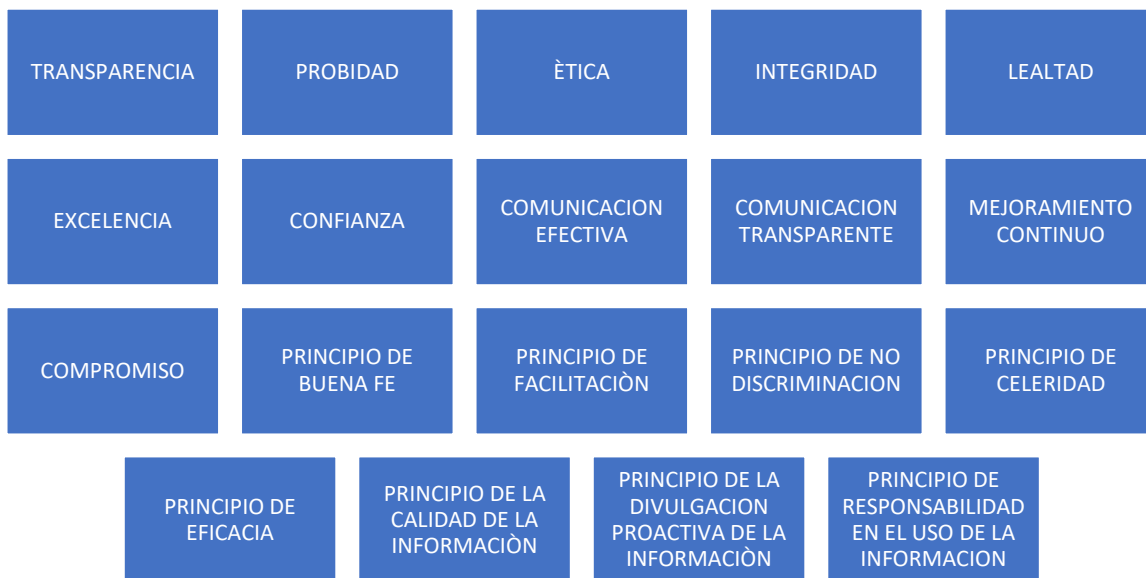 TRANSPARENCIA
PROBIDAD
ÈTICA
INTEGRIDAD
LEALTAD
EXCELENCIA
CONFIANZA
COMUNICACION
EFECTIVA
COMUNICACION
TRANSPARENTE
MEJORAMIENTO
CONTINUO
COMPROMISO
PRINCIPIO DE
BUENA FE
PRINCIPIO DE
FACILITACIÒN
PRINCIPIO DE NO
DISCRIMINACION
PRINCIPIO DE
CELERIDAD
PRINCIPIO DE
EFICACIA
PRINCIPIO DE LA
CALIDAD DE LA
INFORMACIÒN
PRINCIPIO DE LA
DIVULGACION
PROACTIVA DE LA
INFORMACIÒN
PRINCIPIO DE
RESPONSABILIDAD
EN EL USO DE LA
INFORMACION